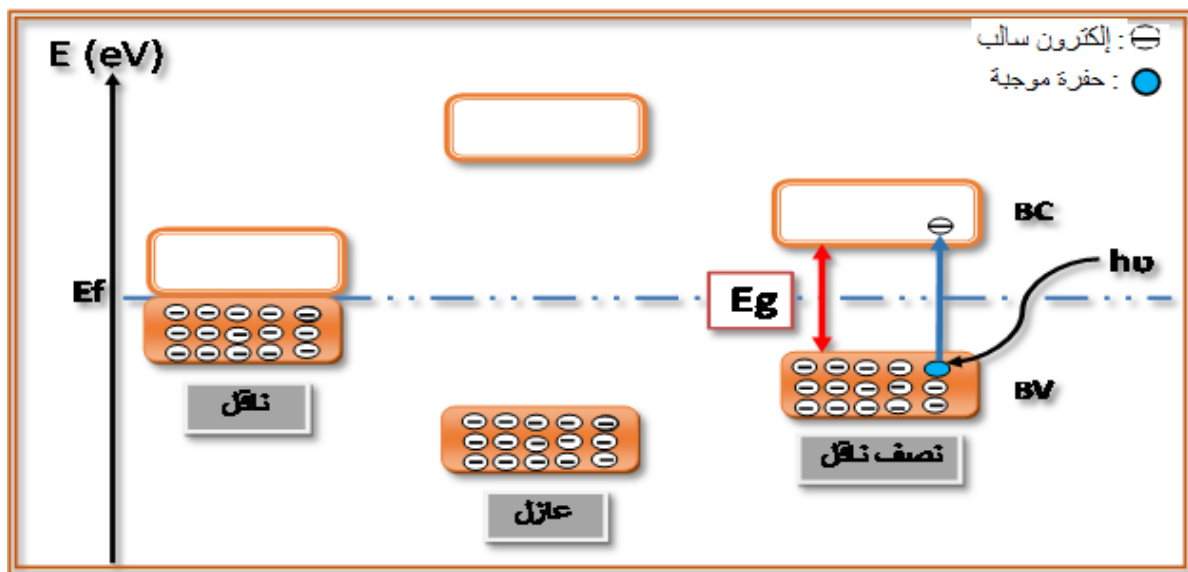 إلكترون سالب :
حفرة موجبة :
E (eV)
BC
hυ
Ef
Eg
BV
ناقل
نصف ناقل
عازل